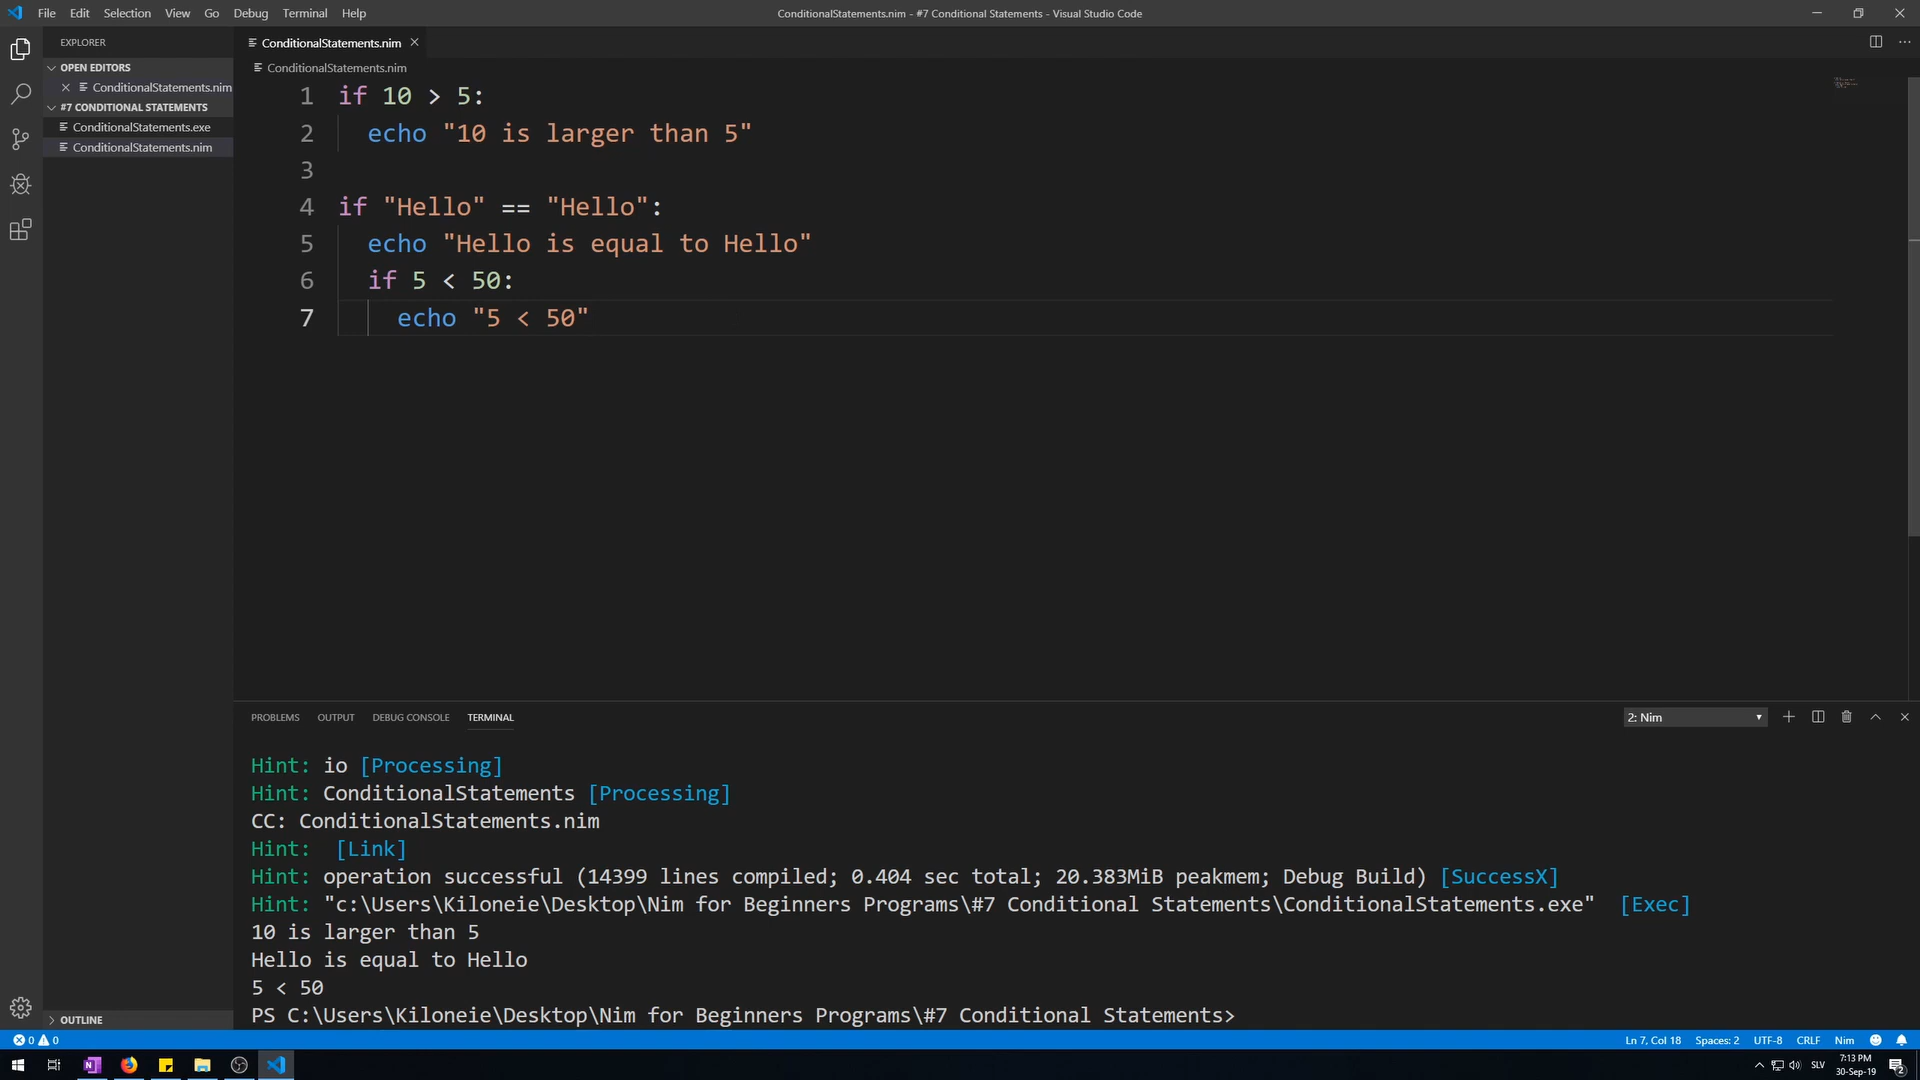 File Edit Selection View Go Debug Terminal Help
ConditionalStatements.nim - #7 Conditional Statements - Visual Studio Code
EXPLORER
OPEN EDITORS
ConditionalStatements.nim
#7 CONDITIONAL STATEMENTS
ConditionalStatements.exe
ConditionalStatements.nim
OUTLINE
ConditionalStatements.nim
ConditionalStatements.nim
1 if 10 > 5:
2 echo "10 is larger than 5"
3
4 if "Hello" == "Hello":
5 echo "Hello is equal to Hello"
6 if 5 < 50:
7 echo "5 < 50"
PROBLEMS OUTPUT DEBUG CONSOLE TERMINAL
2: Nim
Hint: io [Processing]
Hint: ConditionalStatements [Processing]
CC: ConditionalStatements.nim
Hint: [Link]
Hint: operation successful (14399 lines compiled; 0.404 sec total; 20.383MiB peakmem; Debug Build) [SuccessX]
Hint: "c:\Users\Kiloneie\Desktop\Nim for Beginners Programs\#7 Conditional Statements\ConditionalStatements.exe" [Exec]
10 is larger than 5
Hello is equal to Hello
5 < 50
PS C:\Users\Kiloneie\Desktop\Nim for Beginners Programs\#7 Conditional Statements>
0 0
Ln 7, Col 18 Spaces: 2 UTF-8 CRLF Nim
SLV
7:13 PM
30-Sep-19
2